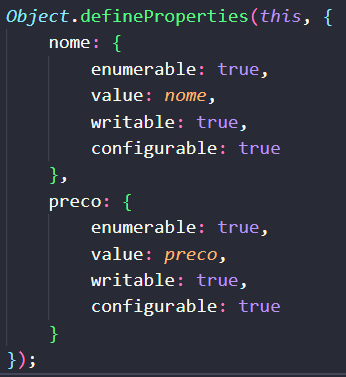 Object.defineProperties(this, {
    nome: {
        enumerable: true,
        value: nome,
        writable: true,
        configurable: true
    },
    preco: {
        enumerable: true,
        value: preco,
        writable: true,
        configurable: true
    }
});